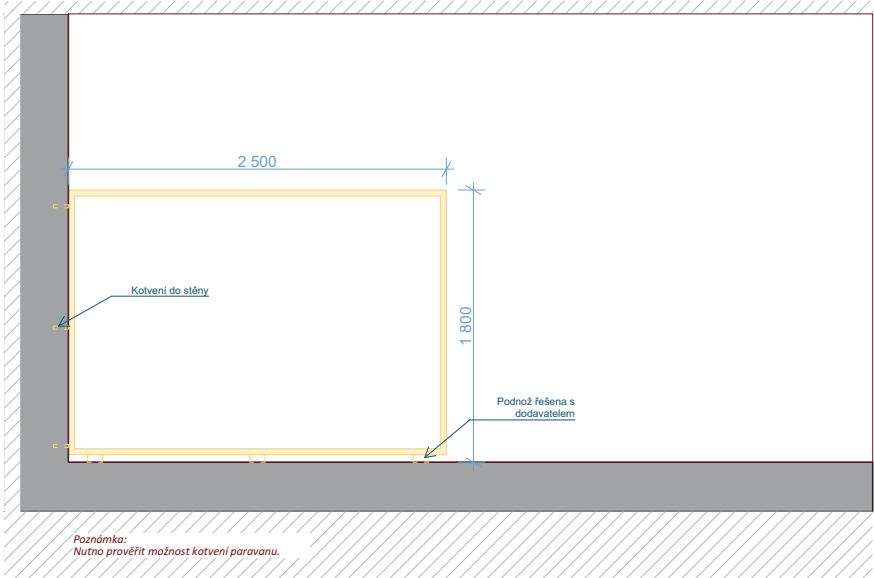 2 500
Kotvení do stěny
1 800
Podnož řešena s
dodavatelem
Poznámka:
Nutno prověřit možnost kotvení paravanu.